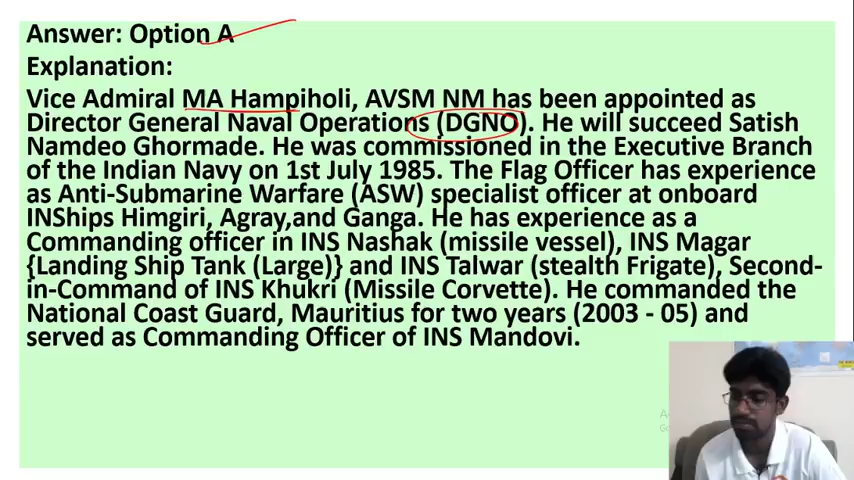 Answer: Option A
Explanation:
Vice Admiral MA Hampiholi, AVSM NM has been appointed as
Director General Naval Operations (DGNO). He will succeed Satish
Namdeo Ghormade. He was commissioned in the Executive Branch
of the Indian Navy on 1st July 1985. The Flag Officer has experience
as Anti-Submarine Warfare (ASW) specialist officer at onboard
INShips Himgiri, Agray,and Ganga. He has experience as a
Commanding officer in INS Nashak (missile vessel), INS Magar
{Landing Ship Tank (Large)} and INS Talwar (stealth Frigate), Second-
in-Command of INS Khukri (Missile Corvette). He commanded the
National Coast Guard, Mauritius for two years (2003 - 05) and
served as Commanding Officer of INS Mandovi.